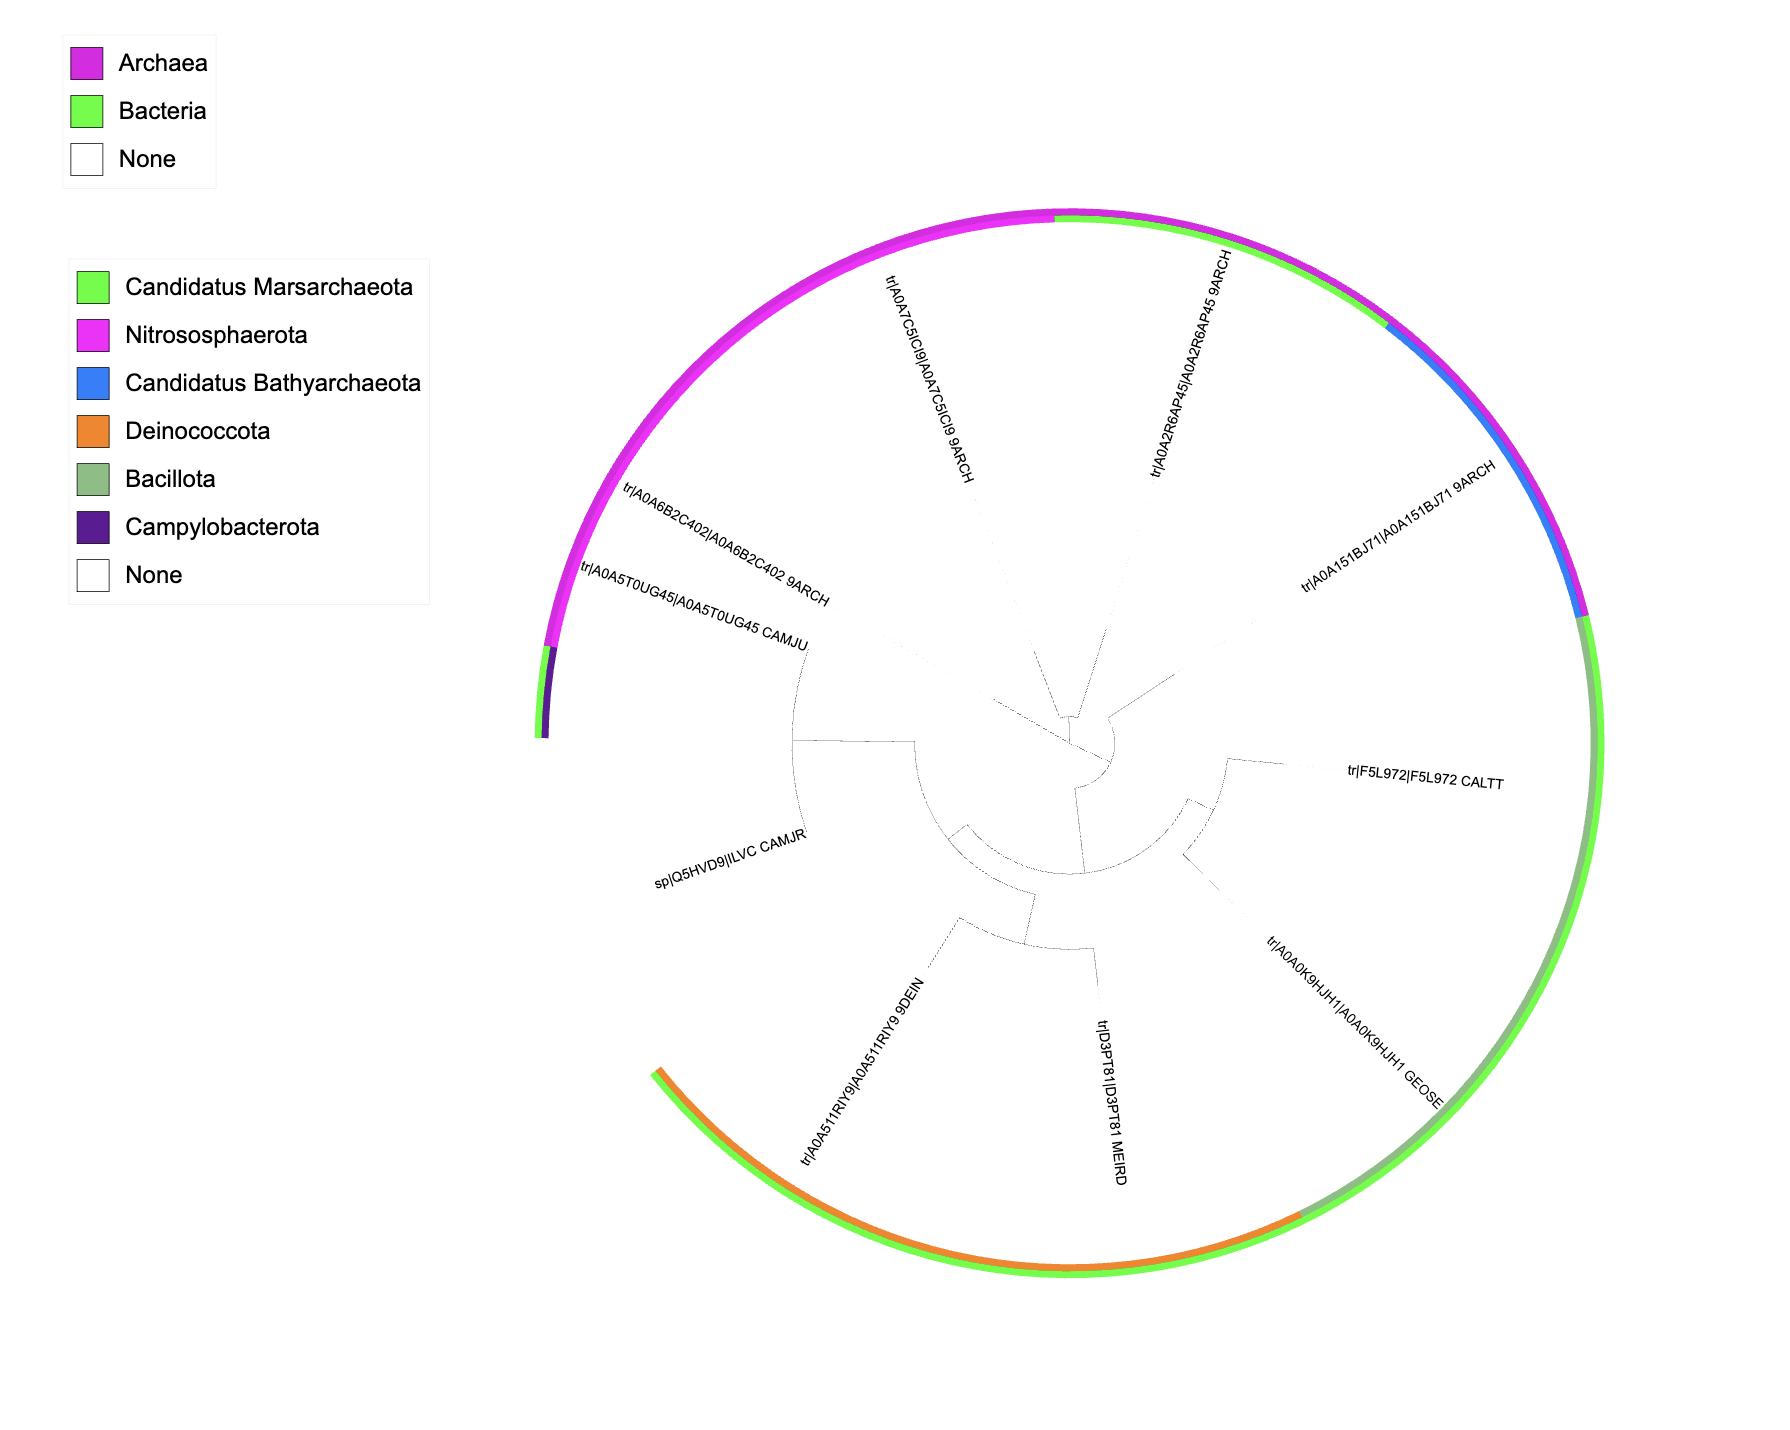 Archaea
Bacteria
None
Candidatus Marsarchaeota
Nitrososphaerota
Candidatus Bathyarchaeota
Deinococcota
Bacillota
Campylobacterota
None
tr|A0A7C5ICI9|A0A7C5ICI9 9ARCH
tr|A0A2R6AP45|A0A2R6AP45 9ARCH
tr|A0A151BJ71|A0A151BJ71 9ARCH
tr|A0A6B2C402|A0A6B2C402 9ARCH
tr|A0A5T0UG45|A0A5T0UG45 CAMJU
tr|F5L972|F5L972 CALTT
sp|Q5HVD9|ILVC CAMJR
tr|A0A0K9HJH1|A0A0K9HJH1 GEOSE
tr|A0A511RIY9|A0A511RIY9 9DEIN
tr|D3PT81|D3PT81 MEIRD